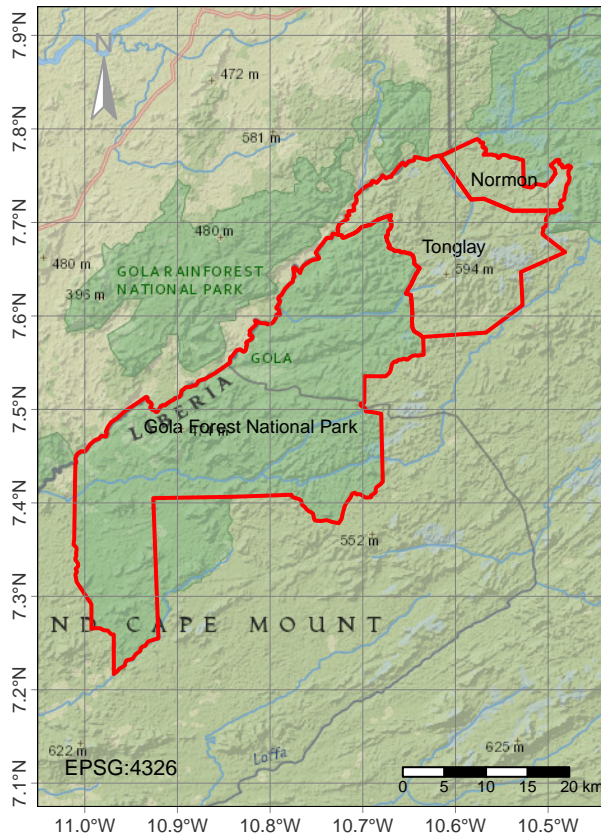 7.9°N
7.8°N
7.7°N
7.6°N
7.5°N
7.4°N
7.3°N
7.2°N
7.1°N
N
472 m
581 m
Normon
480 m
Tonglay
480 m
594 m
GOLA RAINFOREST
NATIONAL PARK
396 m
GOLA
LIBERIA
Gola Forest National Park
552 m
ND CAPE MOUNT
622 m
625 m
Loffa
EPSG:4326
0 5 10 15 20 km
11.0°W 10.9°W 10.8°W 10.7°W 10.6°W 10.5°W